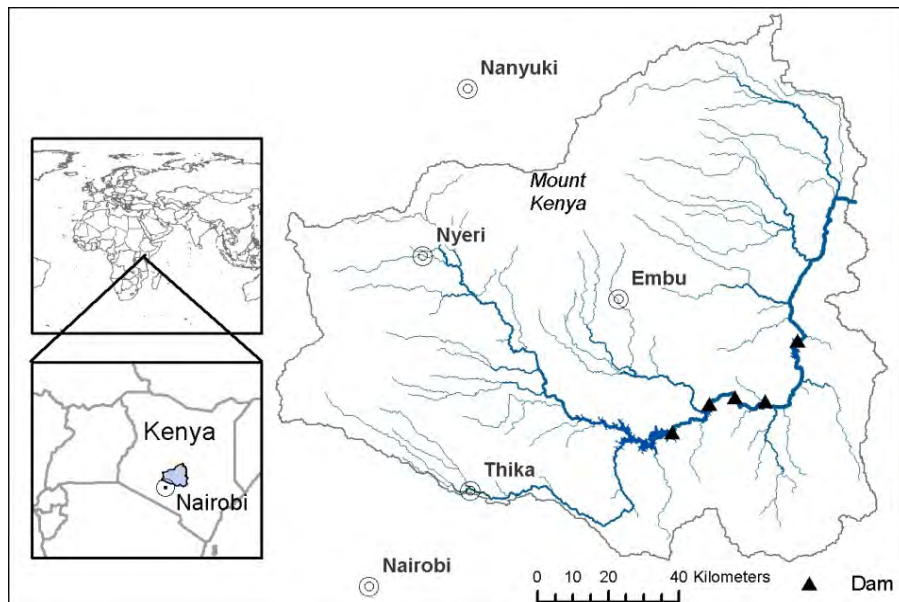 Nanyuki
Mount
Kenya
Nyeri
Embu
Kenya
Nairobi
Thika
Nairobi
0 10 20 40 Kilometers
Dam